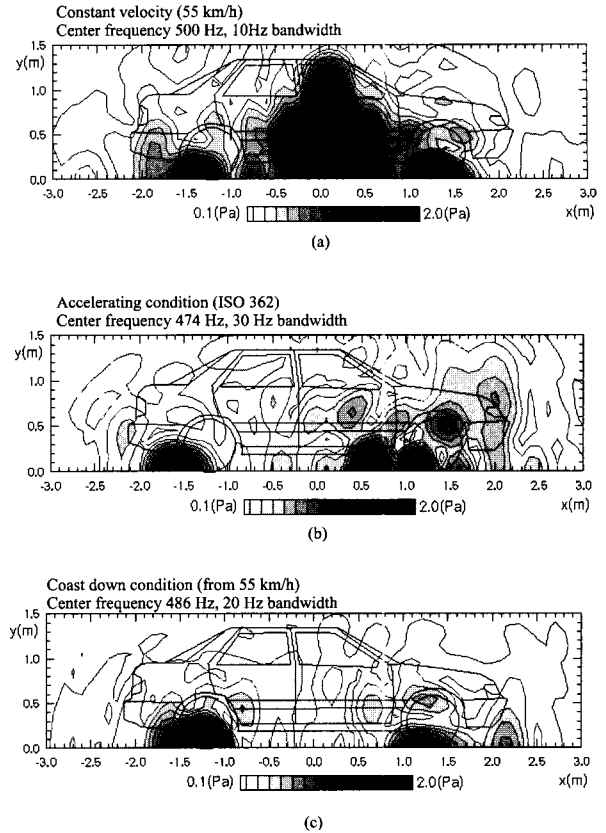 Constant velocity (55 km/h)
Center frequency 500 Hz, 10Hz bandwidth
y(m)
1.5
1.0
0.5
0.0
-3.0 -2.5 -2.0 -1.5 -1.0 -0.5 0.0 0.5 1.0 1.5 2.0 2.5 3.0
0.1(Pa) 2.0(Pa) x(m)
(a)
Accelerating condition (ISO 362)
Center frequency 474 Hz, 30 Hz bandwidth
y(m)
1.5
1.0
0.5
0.0
-3.0 -2.5 -2.0 -1.5 -1.0 -0.5 0.0 0.5 1.0 1.5 2.0 2.5 3.0
0.1(Pa) 2.0(Pa) x(m)
(b)
Coast down condition (from 55 km/h)
Center frequency 486 Hz, 20 Hz bandwidth
y(m)
1.5
1.0
0.5
0.0
-3.0 -2.5 -2.0 -1.5 -1.0 -0.5 0.0 0.5 1.0 1.5 2.0 2.5 3.0
0.1(Pa) 2.0(Pa) x(m)
(c)